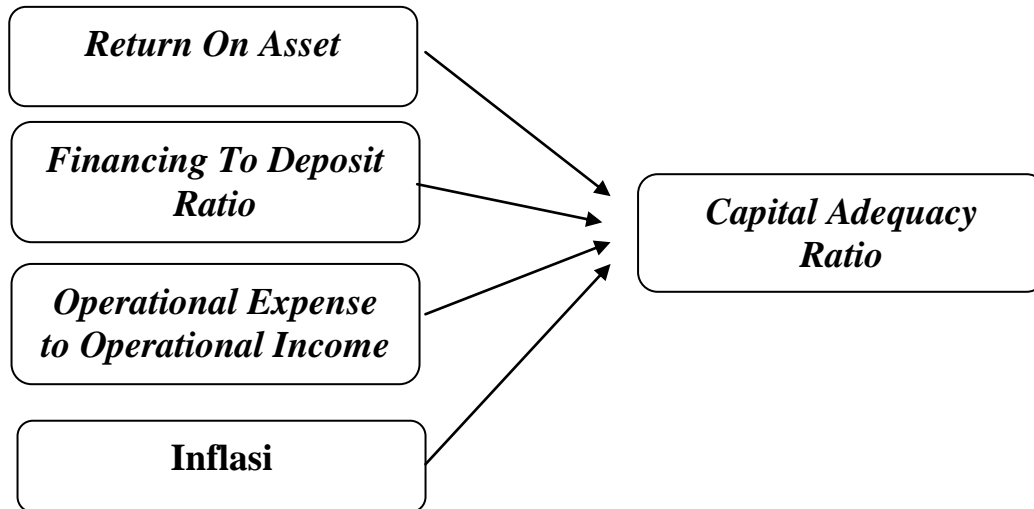 Return On Asset
Financing To Deposit
Ratio
Operational Expense
to Operational Income
Inflasi
Capital Adequacy
Ratio